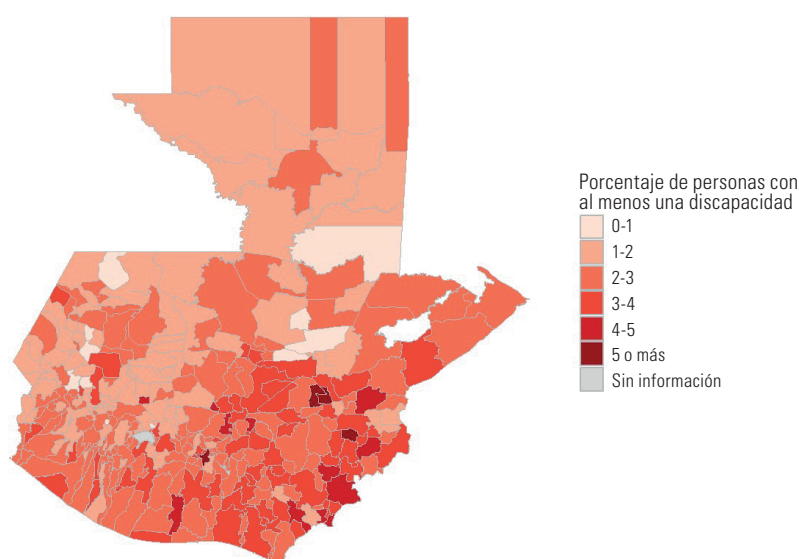 Porcentaje de personas con
al menos una discapacidad
0-1
1-2
2-3
3-4
4-5
5 o más
Sin información